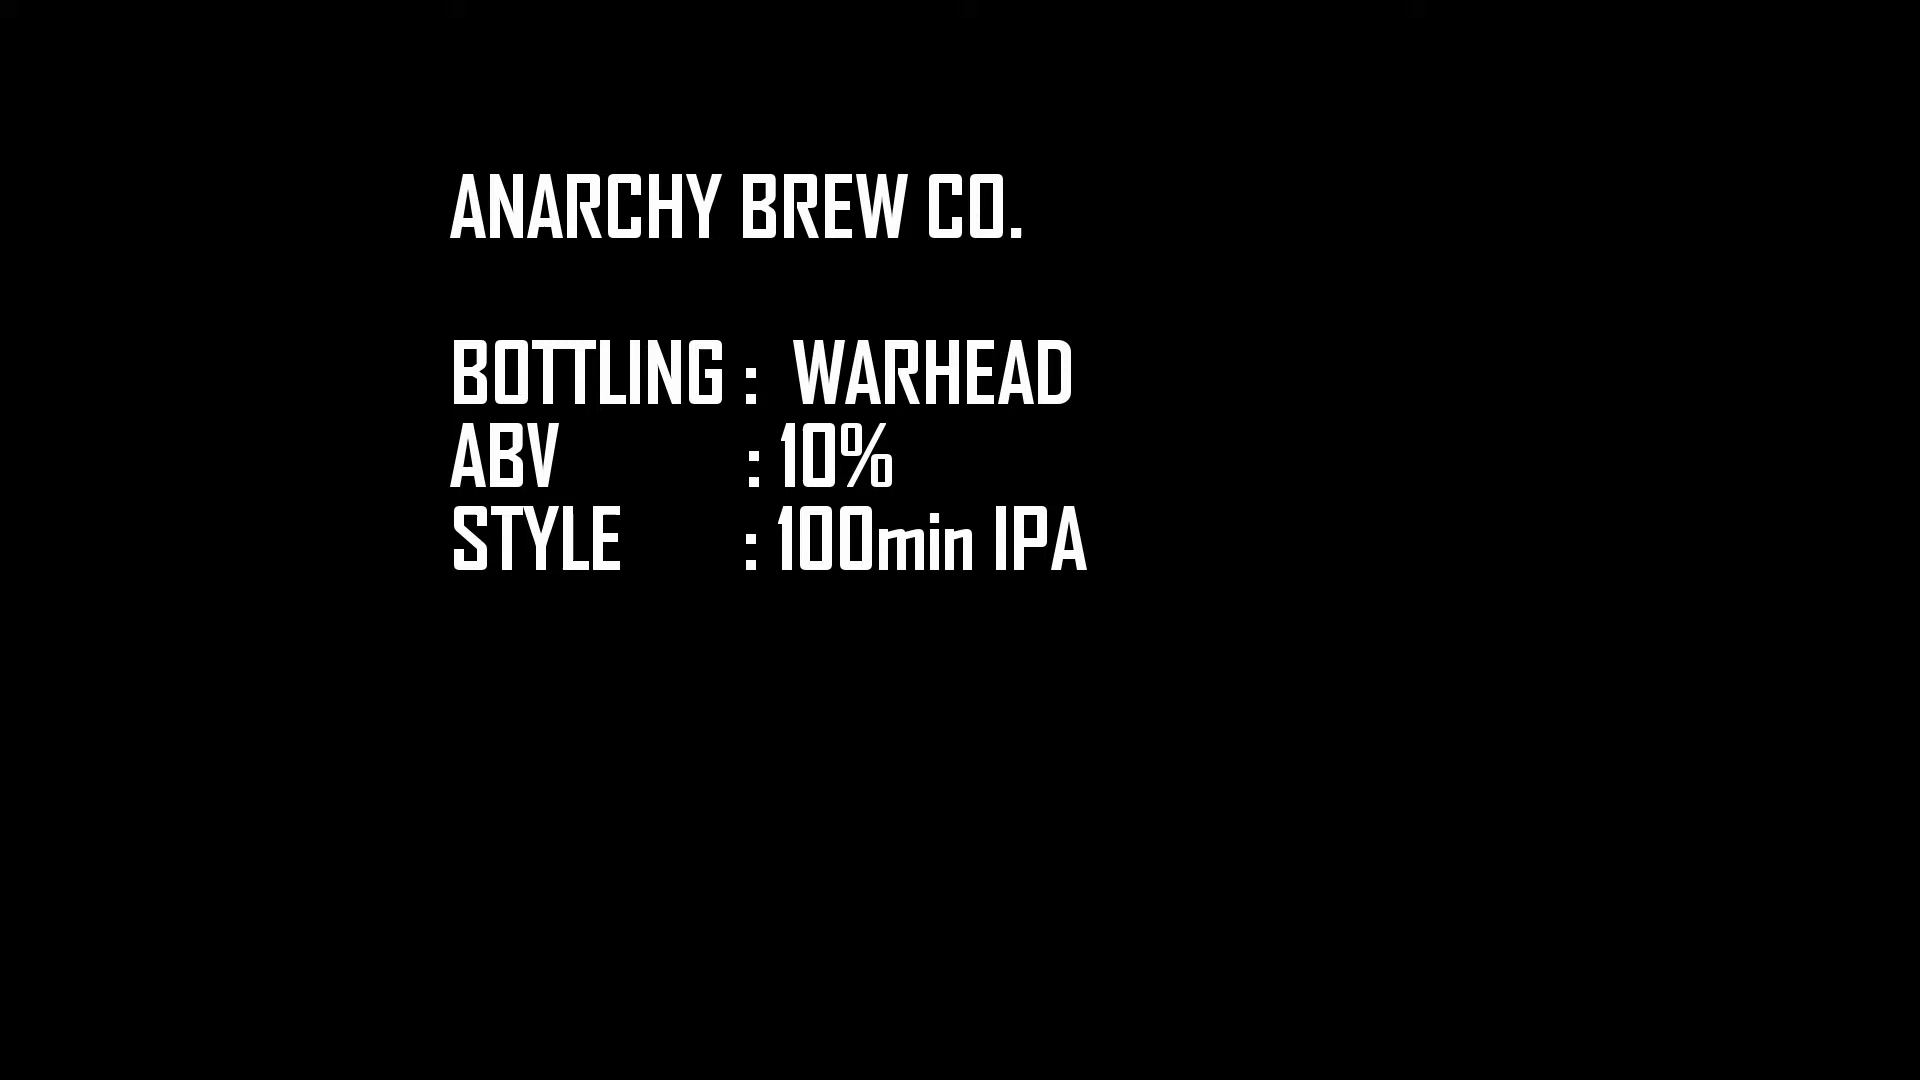 ANARCHY BREW CO.
BOTTLING : WARHEAD
ABV : 10%
STYLE : 100min IPA